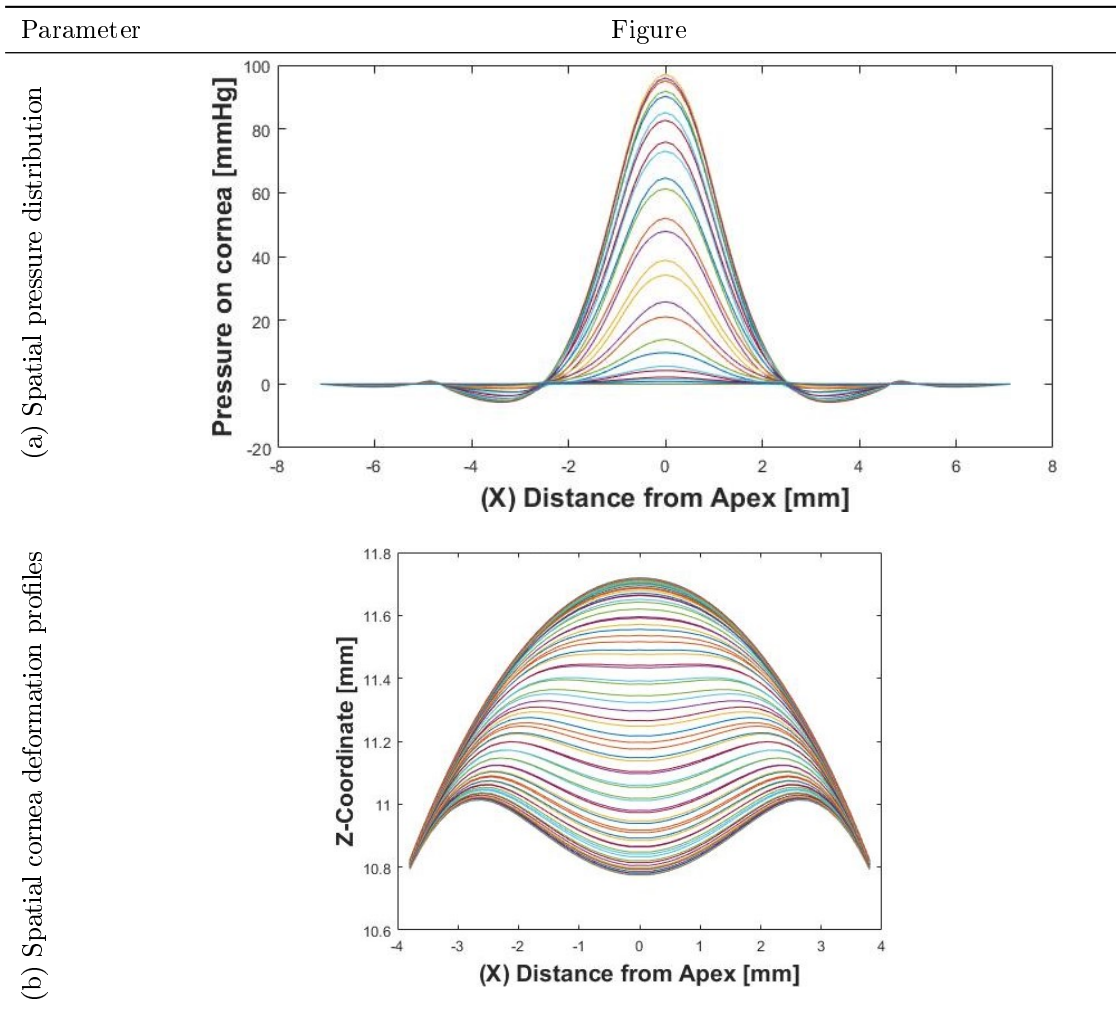 Parameter Figure
(a) Spatial pressure distribution
Pressure on cornea [mmHg]
100
80
60
40
20
0
-20
-8 -6 -4 -2 0 2 4 6 8
(X) Distance from Apex [mm]
(b) Spatial cornea deformation profiles
Z-Coordinate [mm]
11.8
11.6
11.4
11.2
11
10.8
10.6
-4 -3 -2 -1 0 1 2 3 4
(X) Distance from Apex [mm]